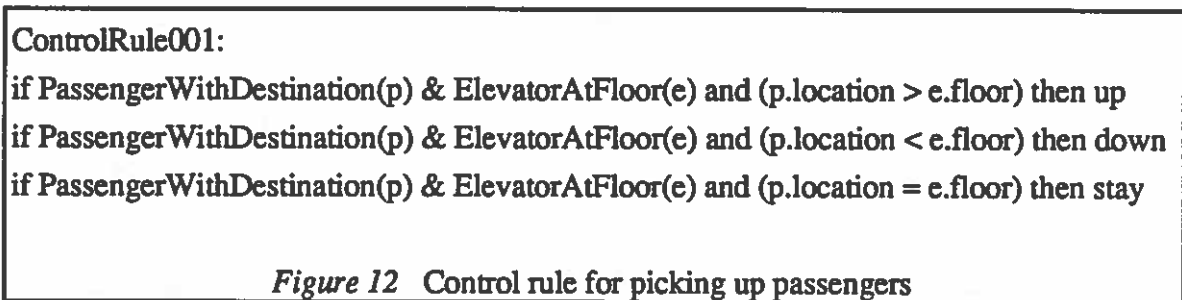 ControlRule001:
if PassengerWithDestination(p) & ElevatorAtFloor(e) and (p.location > e.floor) then up
if PassengerWithDestination(p) & ElevatorAtFloor(e) and (p.location < e.floor) then down
if PassengerWithDestination(p) & ElevatorAtFloor(e) and (p.location = e.floor) then stay
Figure 12 Control rule for picking up passengers